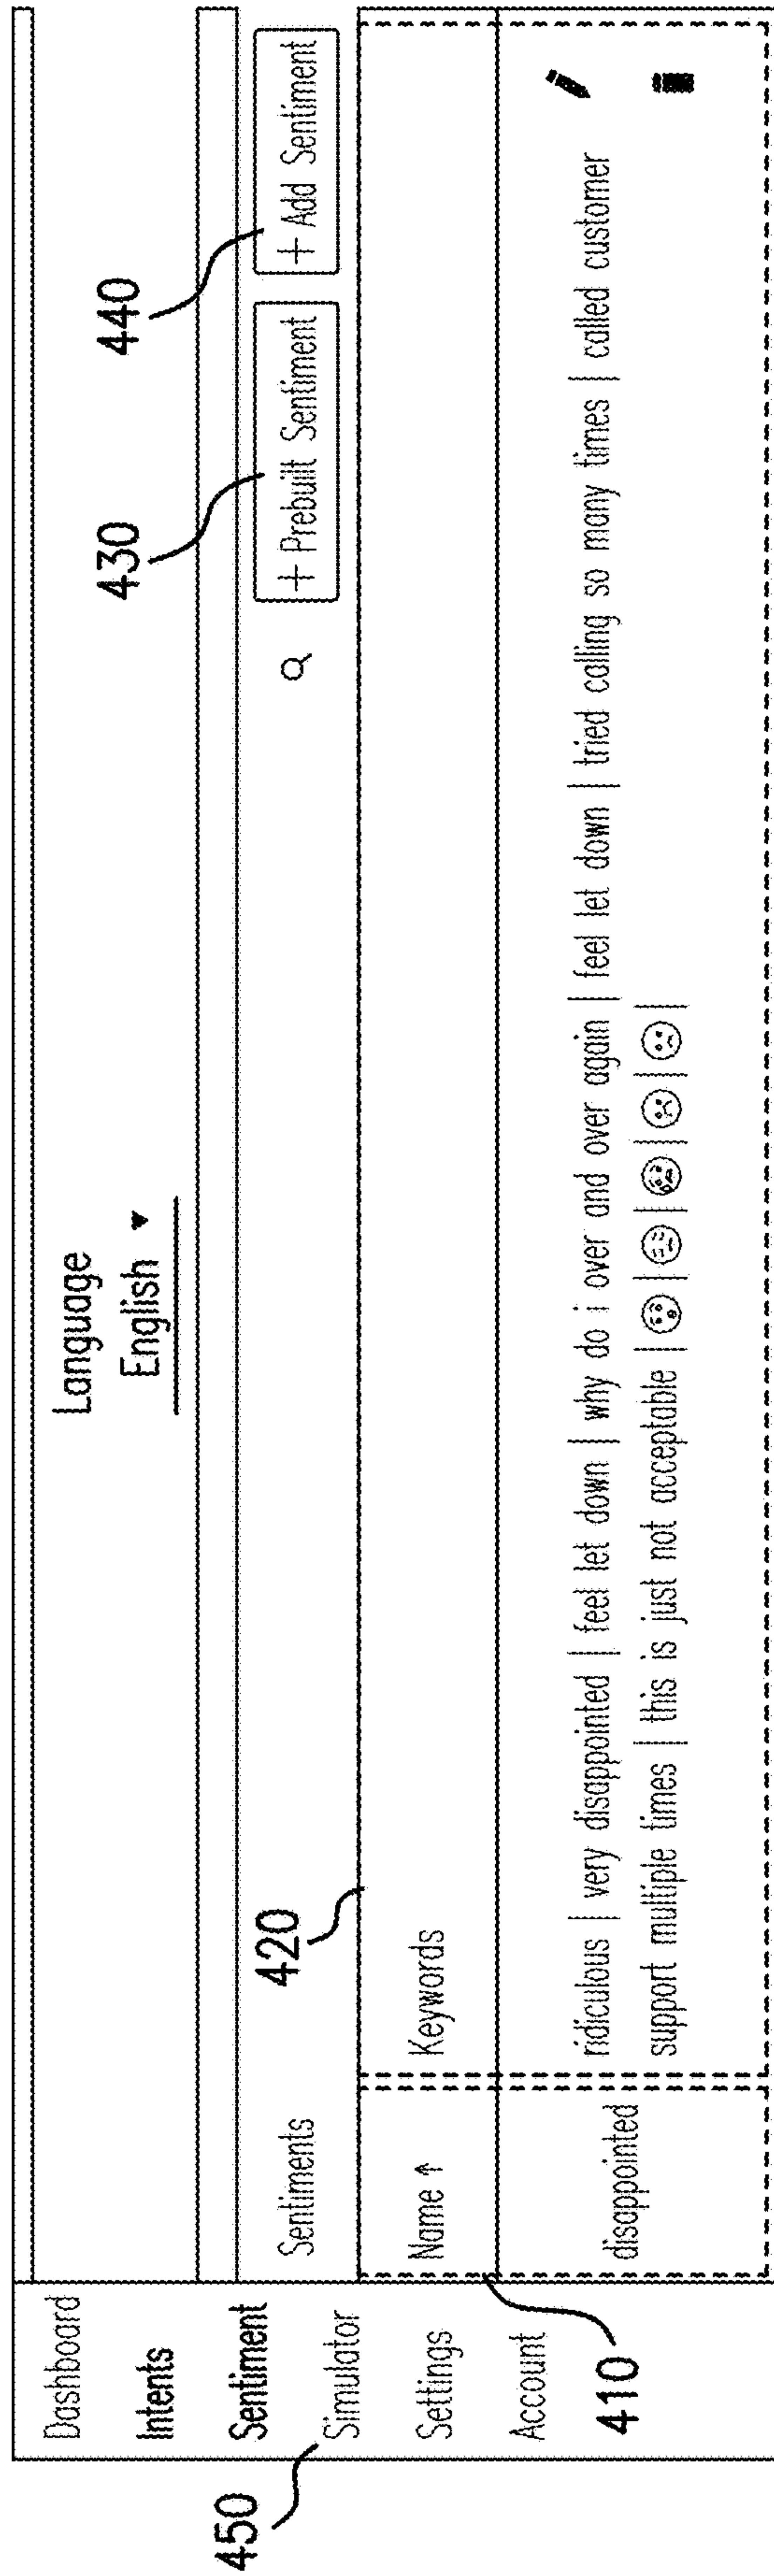 Dashboard
Intents
Sentiment
450
Simulator
Settings
Account
410
Language
English
430
440
Sentiments
420
+ Prebuilt Sentiment
+ Add Sentiment
Name ↑
Keywords
disappointed
ridiculous | very disappointed | feel let down | why do i over and over again | feel let down | tried calling so many times | called customer
support multiple times | this is just not acceptable |